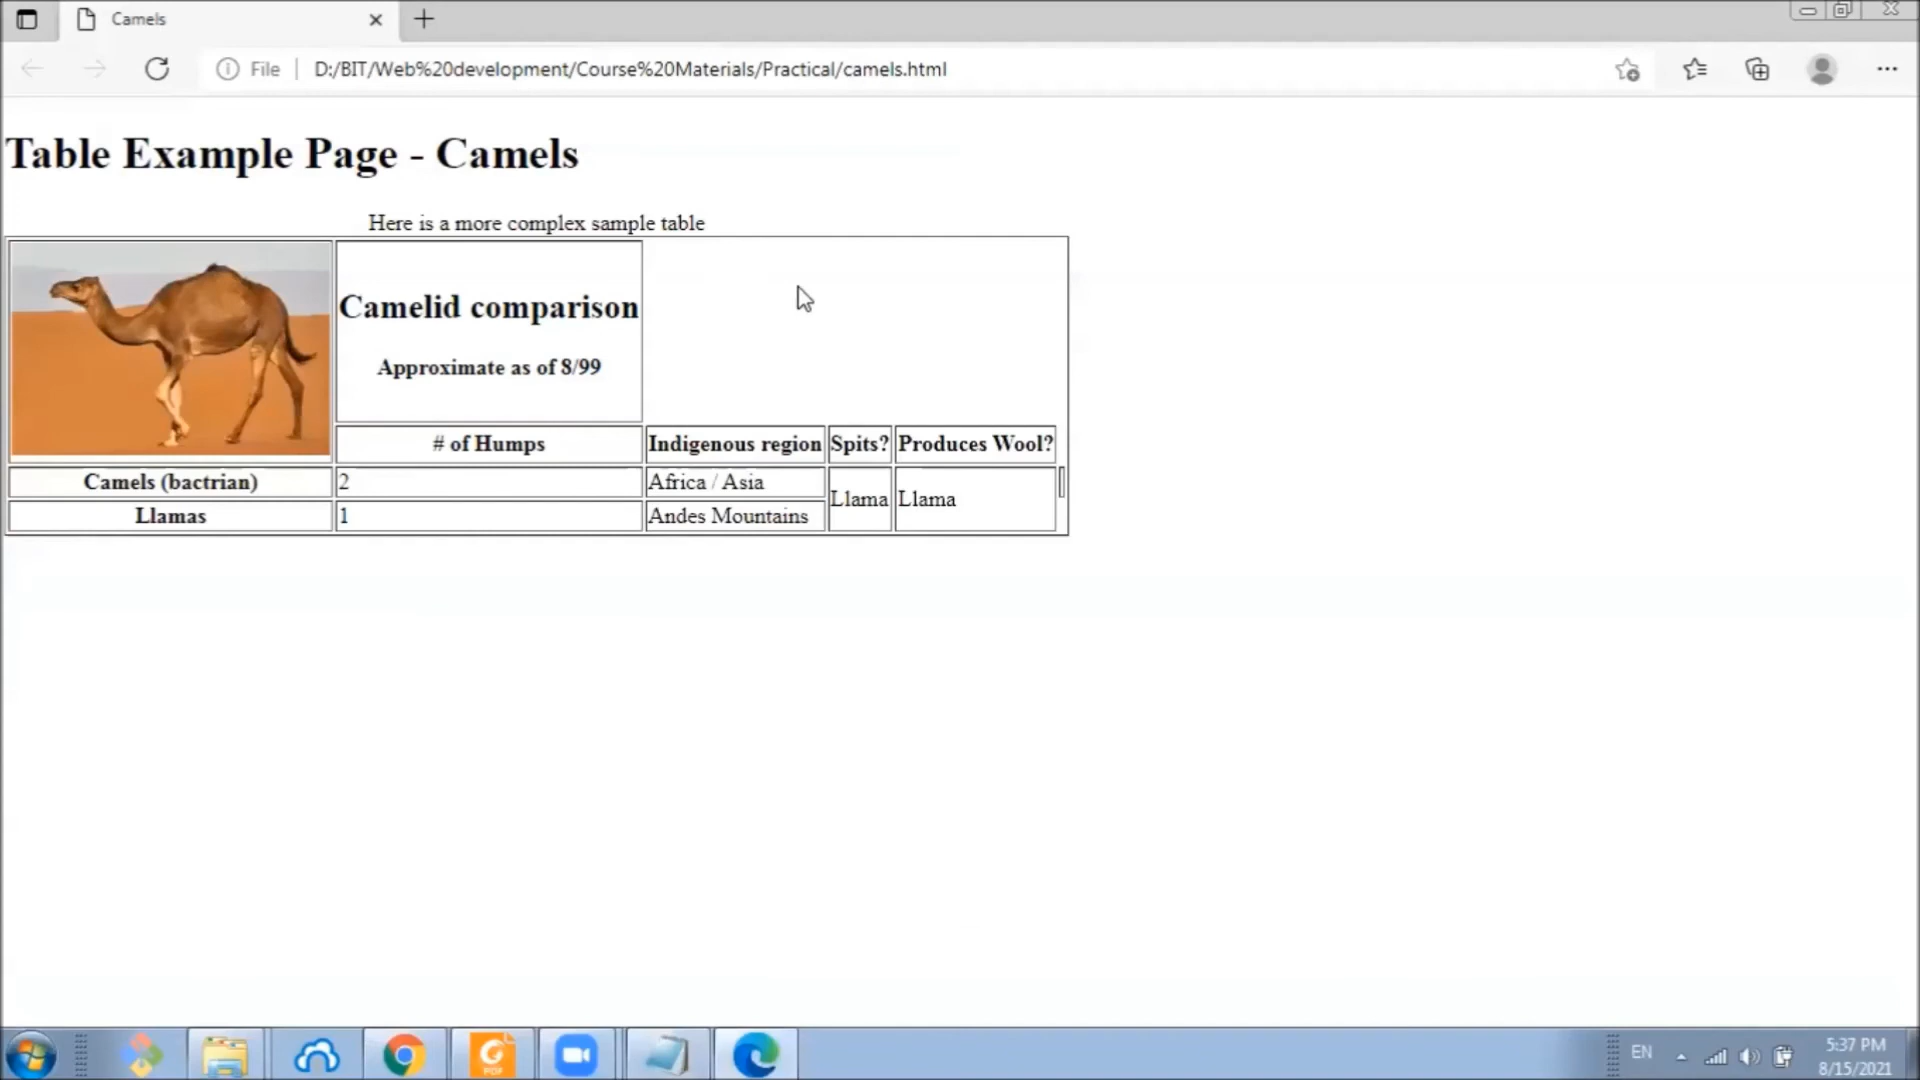 Camels
File
D:/BIT/Web%20development/Course%20Materials/Practical/camels.html
Table Example Page - Camels
Here is a more complex sample table
Camelid comparison
Approximate as of 8/99
# of Humps Indigenous region Spits? Produces Wool?
Camels (bactrian) 2 Africa / Asia Llama Llama
Llamas 1 Andes Mountains
PDF
EN
5:37 PM
8/15/2021